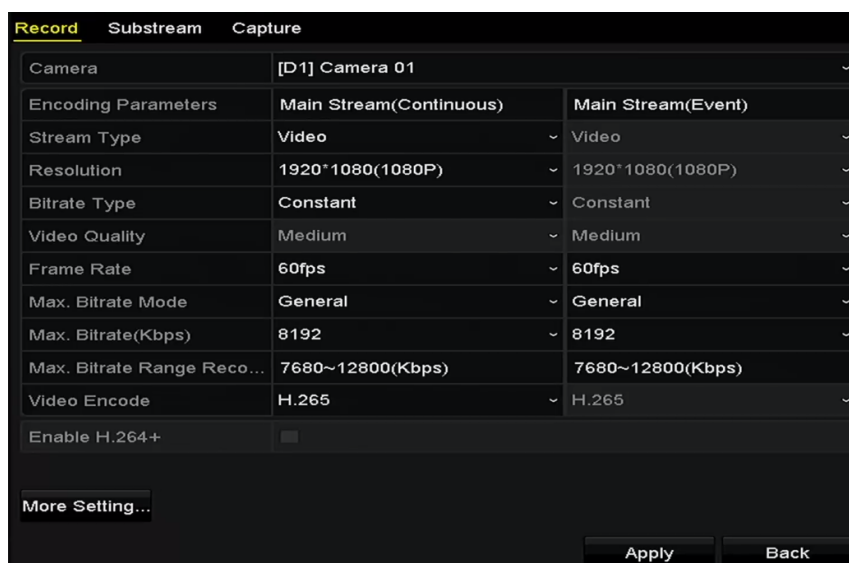 Record Substream Capture
Camera [D1] Camera 01
Encoding Parameters Main Stream(Continuous) Main Stream(Event)
Stream Type Video Video
Resolution 1920*1080(1080P) 1920*1080(1080P)
Bitrate Type Constant Constant
Video Quality Medium Medium
Frame Rate 60fps 60fps
Max. Bitrate Mode General General
Max. Bitrate(Kbps) 8192 8192
Max. Bitrate Range Reco... 7680~12800(Kbps) 7680~12800(Kbps)
Video Encode H.265 H.265
Enable H.264+
More Setting...
Apply Back